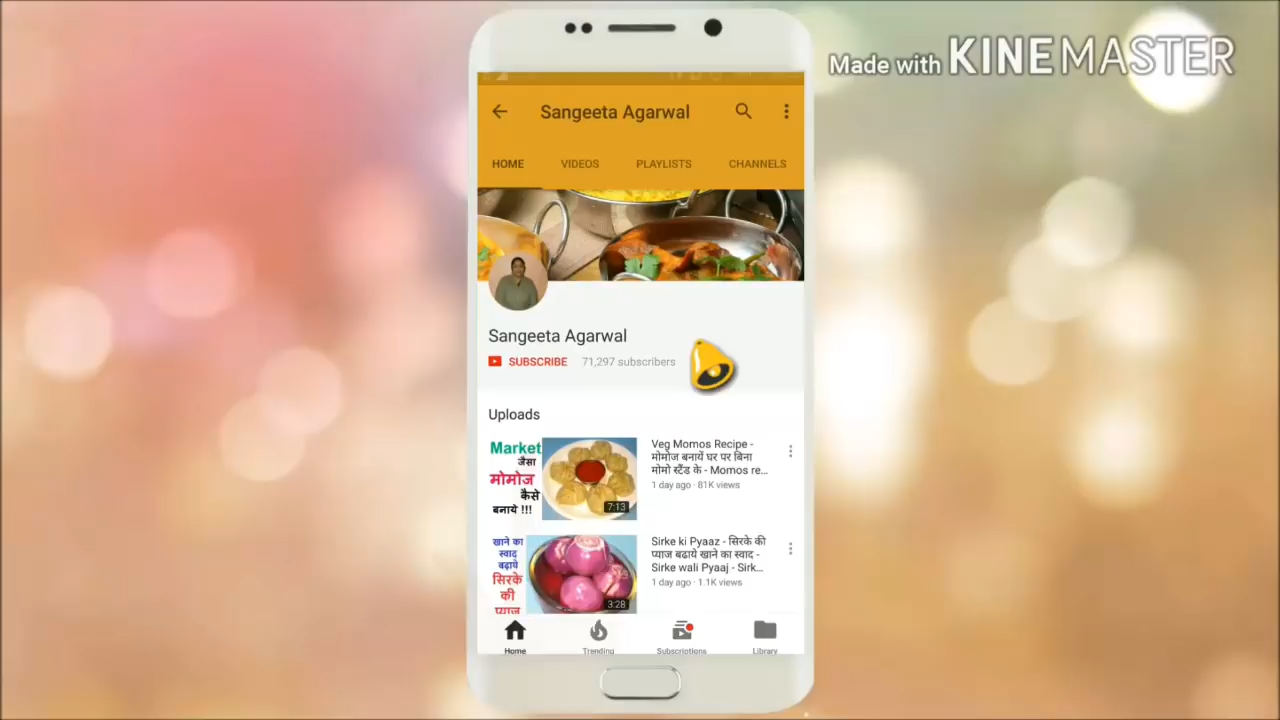 Made with KINEMASTER
Sangeeta Agarwal
HOME VIDEOS PLAYLISTS CHANNELS
Sangeeta Agarwal
SUBSCRIBE 71,297 subscribers
Uploads
Market
जैसा
मोमोज
कैसे
बनाये !!!
7:13
Veg Momos Recipe -
मोमोज बनायें घर पर बिना
मोमो स्टैंड के - Momos re...
1 day ago · 81K views
खाने का
स्वाद
बढ़ाये
सिरके
की
प्याज
3:28
Sirke ki Pyaaz - सिरके की
प्याज बढाये खाने का स्वाद -
Sirke wali Pyaaj - Sirk...
1 day ago · 1.1K views
Home Trending Subscriptions Library